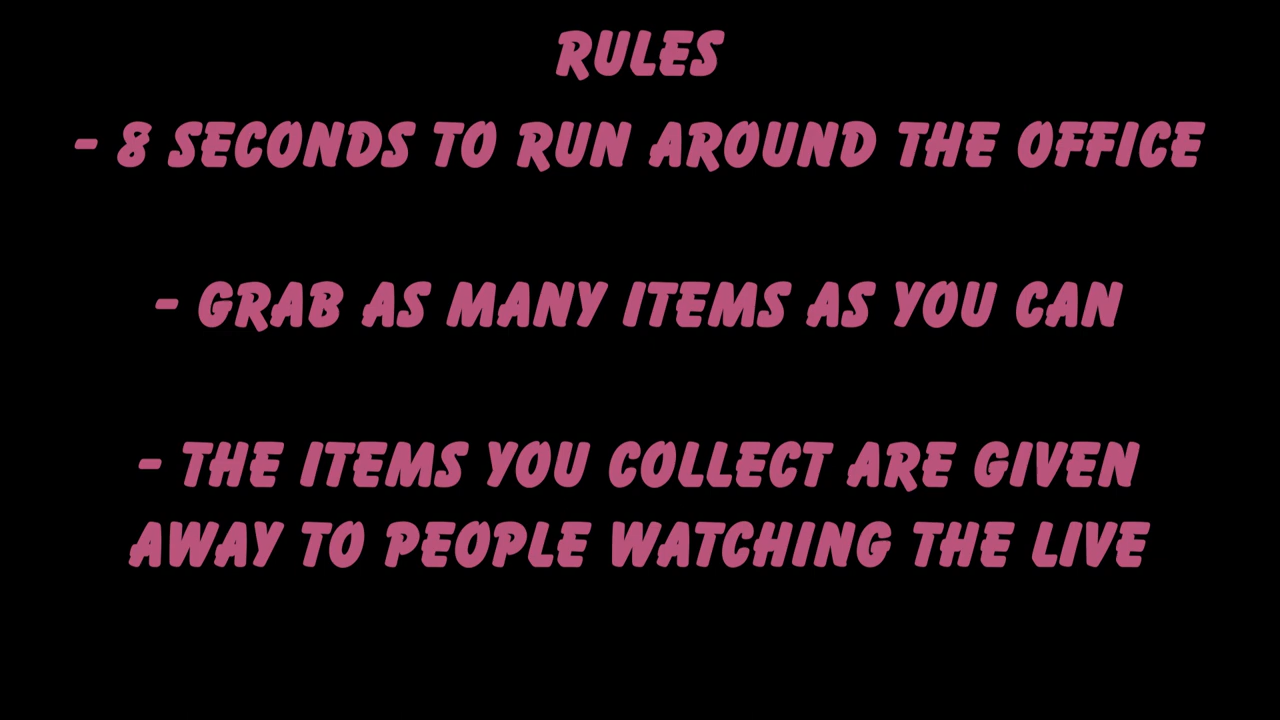 RULES
- 8 SECONDS TO RUN AROUND THE OFFICE
- GRAB AS MANY ITEMS AS YOU CAN
- THE ITEMS YOU COLLECT ARE GIVEN
AWAY TO PEOPLE WATCHING THE LIVE